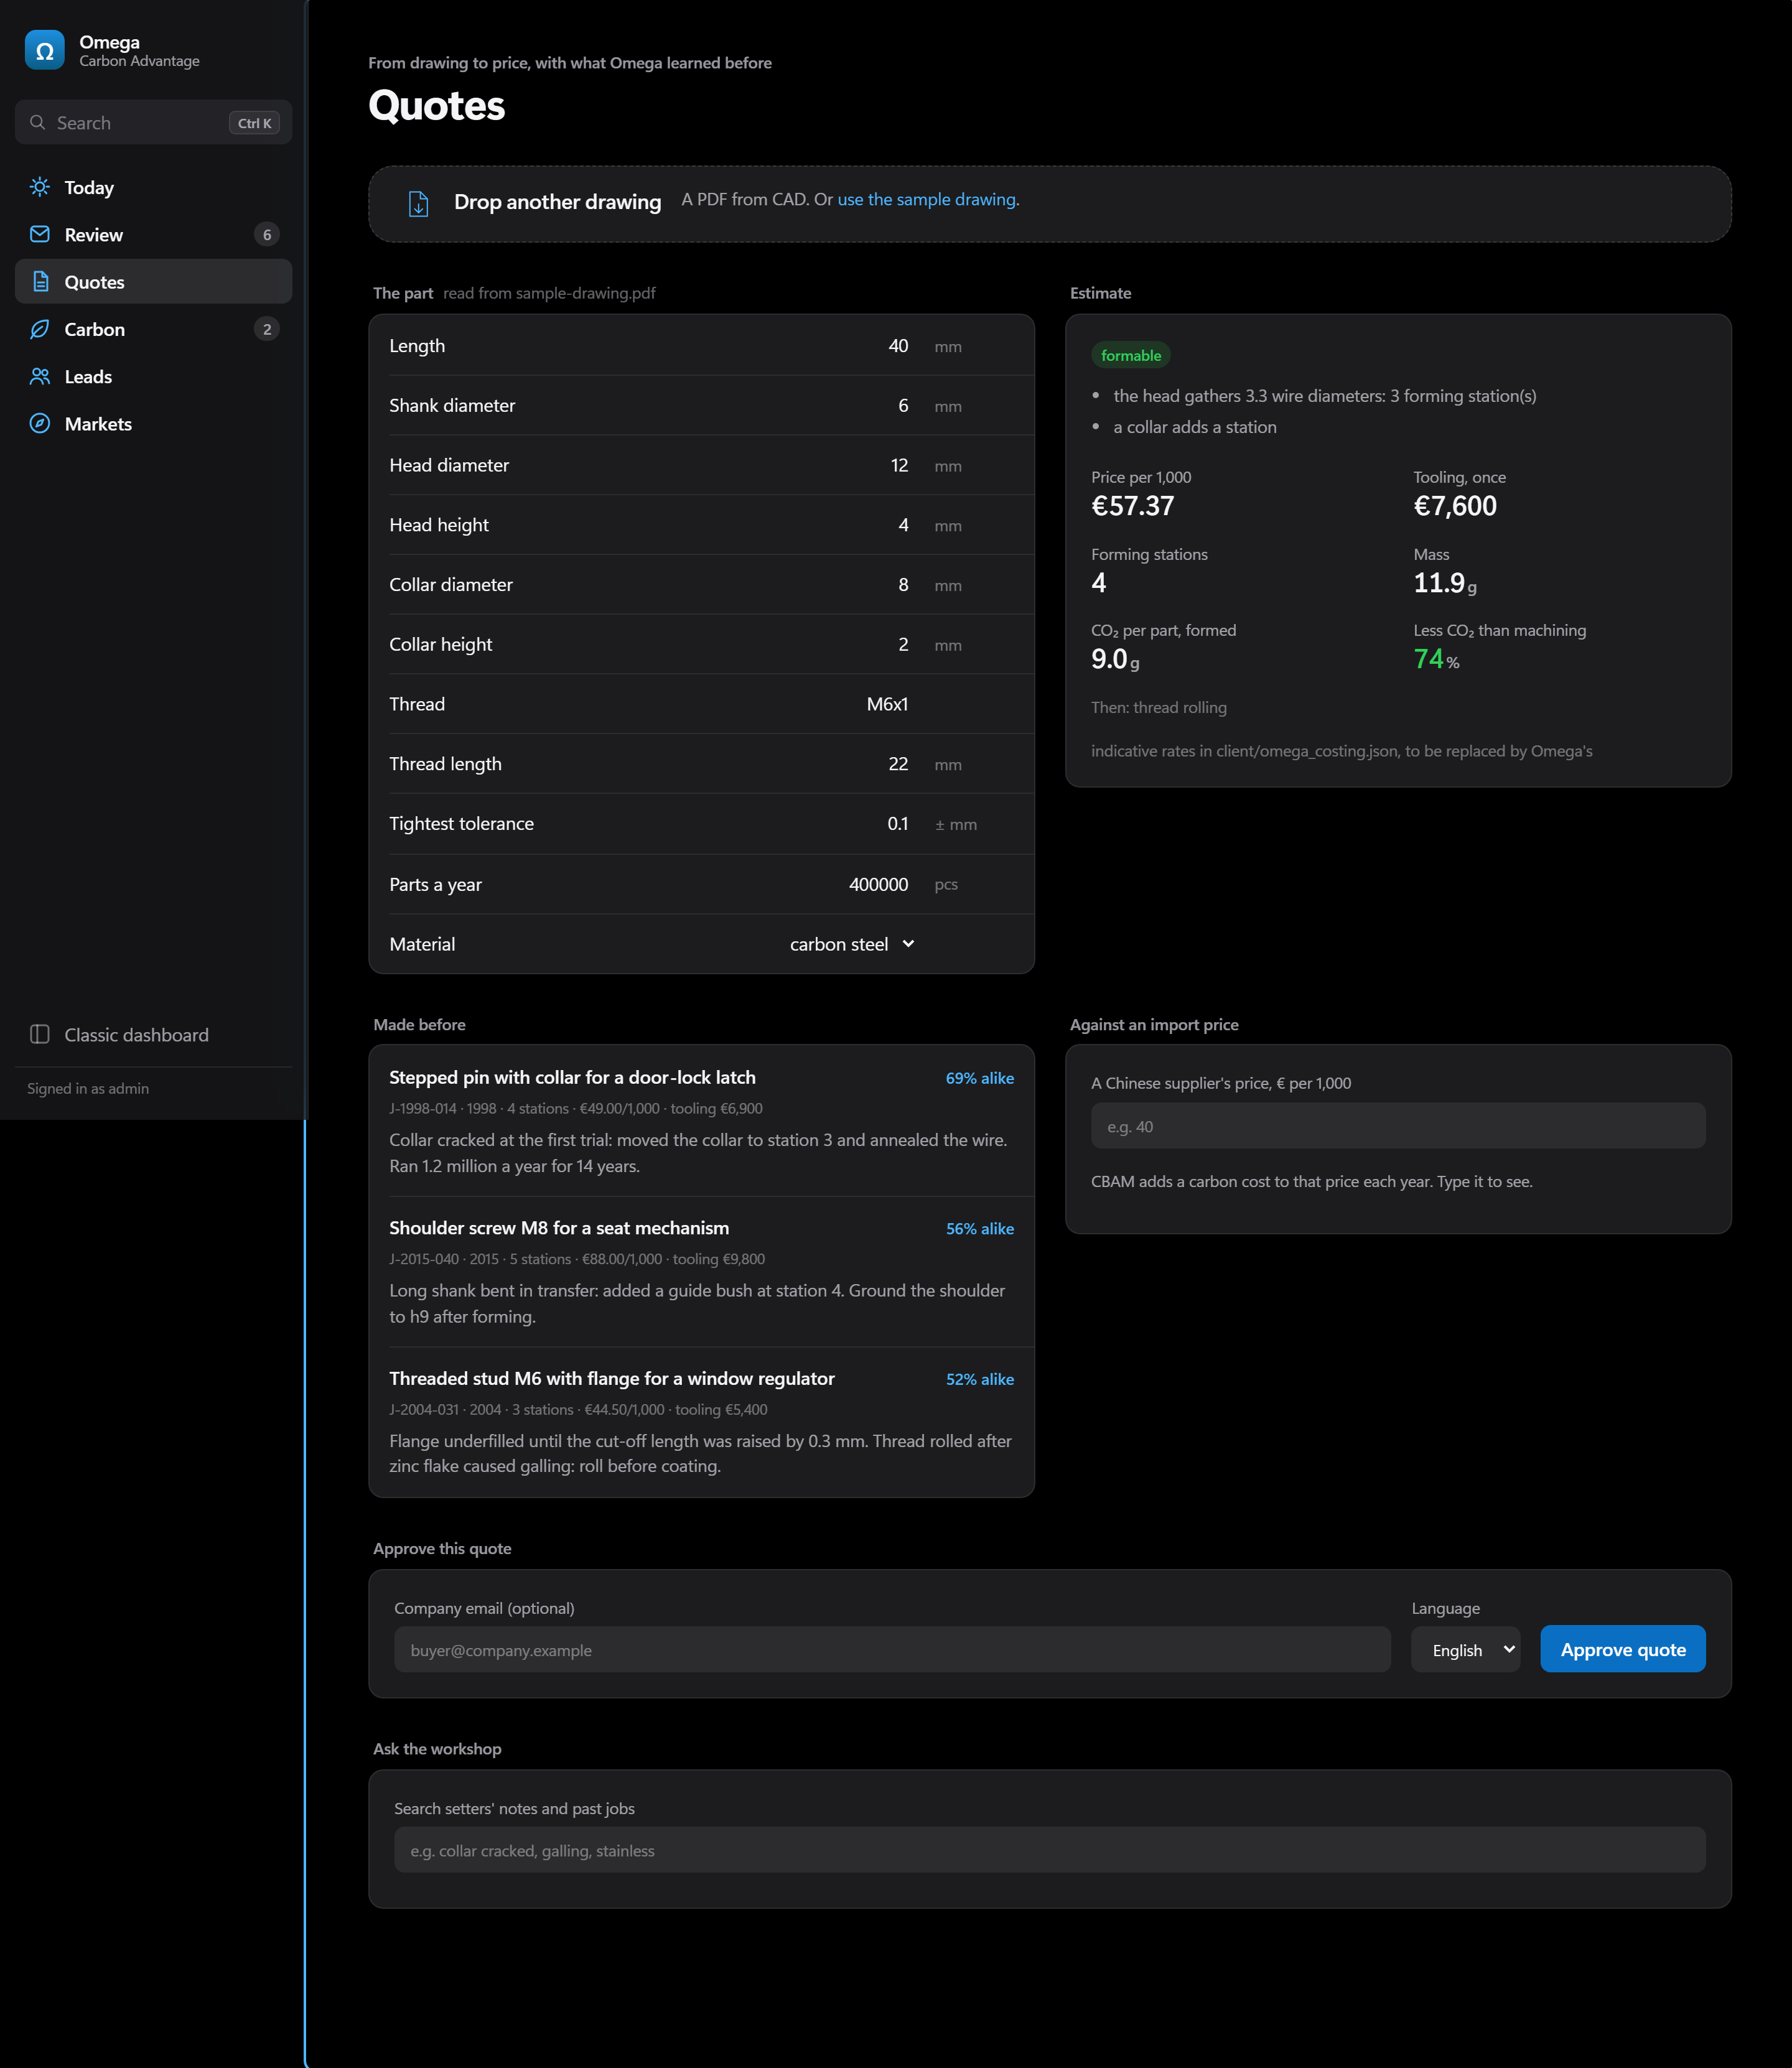 Ω
Omega
Carbon Advantage
Search
Ctrl K
Today
Review 6
Quotes
Carbon 2
Leads
Markets
Classic dashboard
Signed in as admin
From drawing to price, with what Omega learned before
Quotes
Drop another drawing A PDF from CAD. Or use the sample drawing.
The part read from sample-drawing.pdf
Length 40 mm
Shank diameter 6 mm
Head diameter 12 mm
Head height 4 mm
Collar diameter 8 mm
Collar height 2 mm
Thread M6x1
Thread length 22 mm
Tightest tolerance 0.1 ± mm
Parts a year 400000 pcs
Material carbon steel
Estimate
formable
• the head gathers 3.3 wire diameters: 3 forming station(s)
• a collar adds a station
Price per 1,000
€57.37
Tooling, once
€7,600
Forming stations
4
Mass
11.9 g
CO₂ per part, formed
9.0 g
Less CO₂ than machining
74 %
Then: thread rolling
indicative rates in client/omega_costing.json, to be replaced by Omega's
Made before
Stepped pin with collar for a door-lock latch 69% alike
J-1998-014 · 1998 · 4 stations · €49.00/1,000 · tooling €6,900
Collar cracked at the first trial: moved the collar to station 3 and annealed the wire.
Ran 1.2 million a year for 14 years.
Shoulder screw M8 for a seat mechanism 56% alike
J-2015-040 · 2015 · 5 stations · €88.00/1,000 · tooling €9,800
Long shank bent in transfer: added a guide bush at station 4. Ground the shoulder
to h9 after forming.
Threaded stud M6 with flange for a window regulator 52% alike
J-2004-031 · 2004 · 3 stations · €44.50/1,000 · tooling €5,400
Flange underfilled until the cut-off length was raised by 0.3 mm. Thread rolled after
zinc flake caused galling: roll before coating.
Against an import price
A Chinese supplier's price, € per 1,000
e.g. 40
CBAM adds a carbon cost to that price each year. Type it to see.
Approve this quote
Company email (optional)
buyer@company.example
Language
English
Approve quote
Ask the workshop
Search setters' notes and past jobs
e.g. collar cracked, galling, stainless